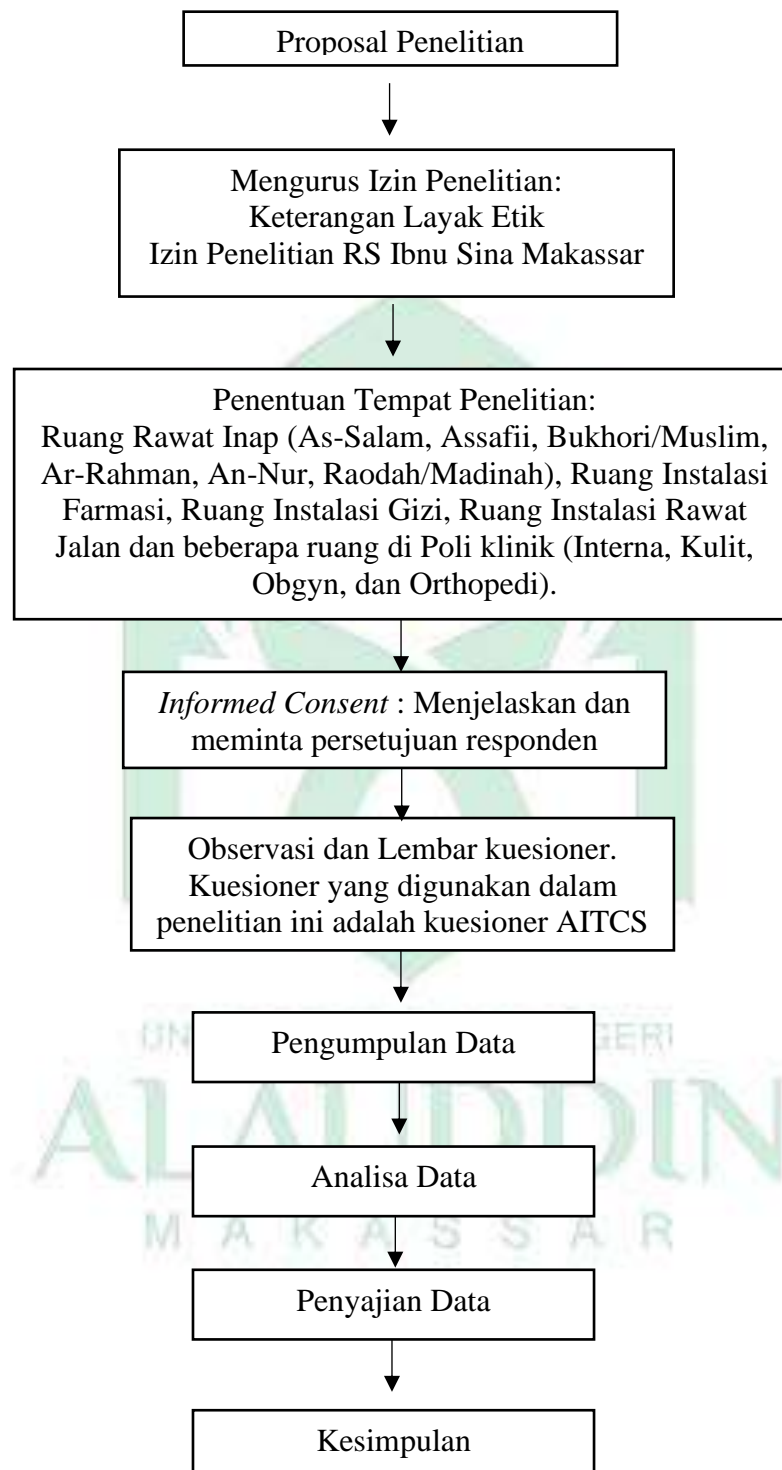 Proposal Penelitian
Mengurus Izin Penelitian:
Keterangan Layak Etik
Izin Penelitian RS Ibnu Sina Makassar
Penentuan Tempat Penelitian:
Ruang Rawat Inap (As-Salam, Assafii, Bukhori/Muslim,
Ar-Rahman, An-Nur, Raodah/Madinah), Ruang Instalasi
Farmasi, Ruang Instalasi Gizi, Ruang Instalasi Rawat
Jalan dan beberapa ruang di Poli klinik (Interna, Kulit,
Obgyn, dan Orthopedi).
Informed Consent : Menjelaskan dan
meminta persetujuan responden
Observasi dan Lembar kuesioner.
Kuesioner yang digunakan dalam
penelitian ini adalah kuesioner AITCS
Pengumpulan Data
ALAUDDIN
Analisa Data
MAKASSAR
Penyajian Data
Kesimpulan